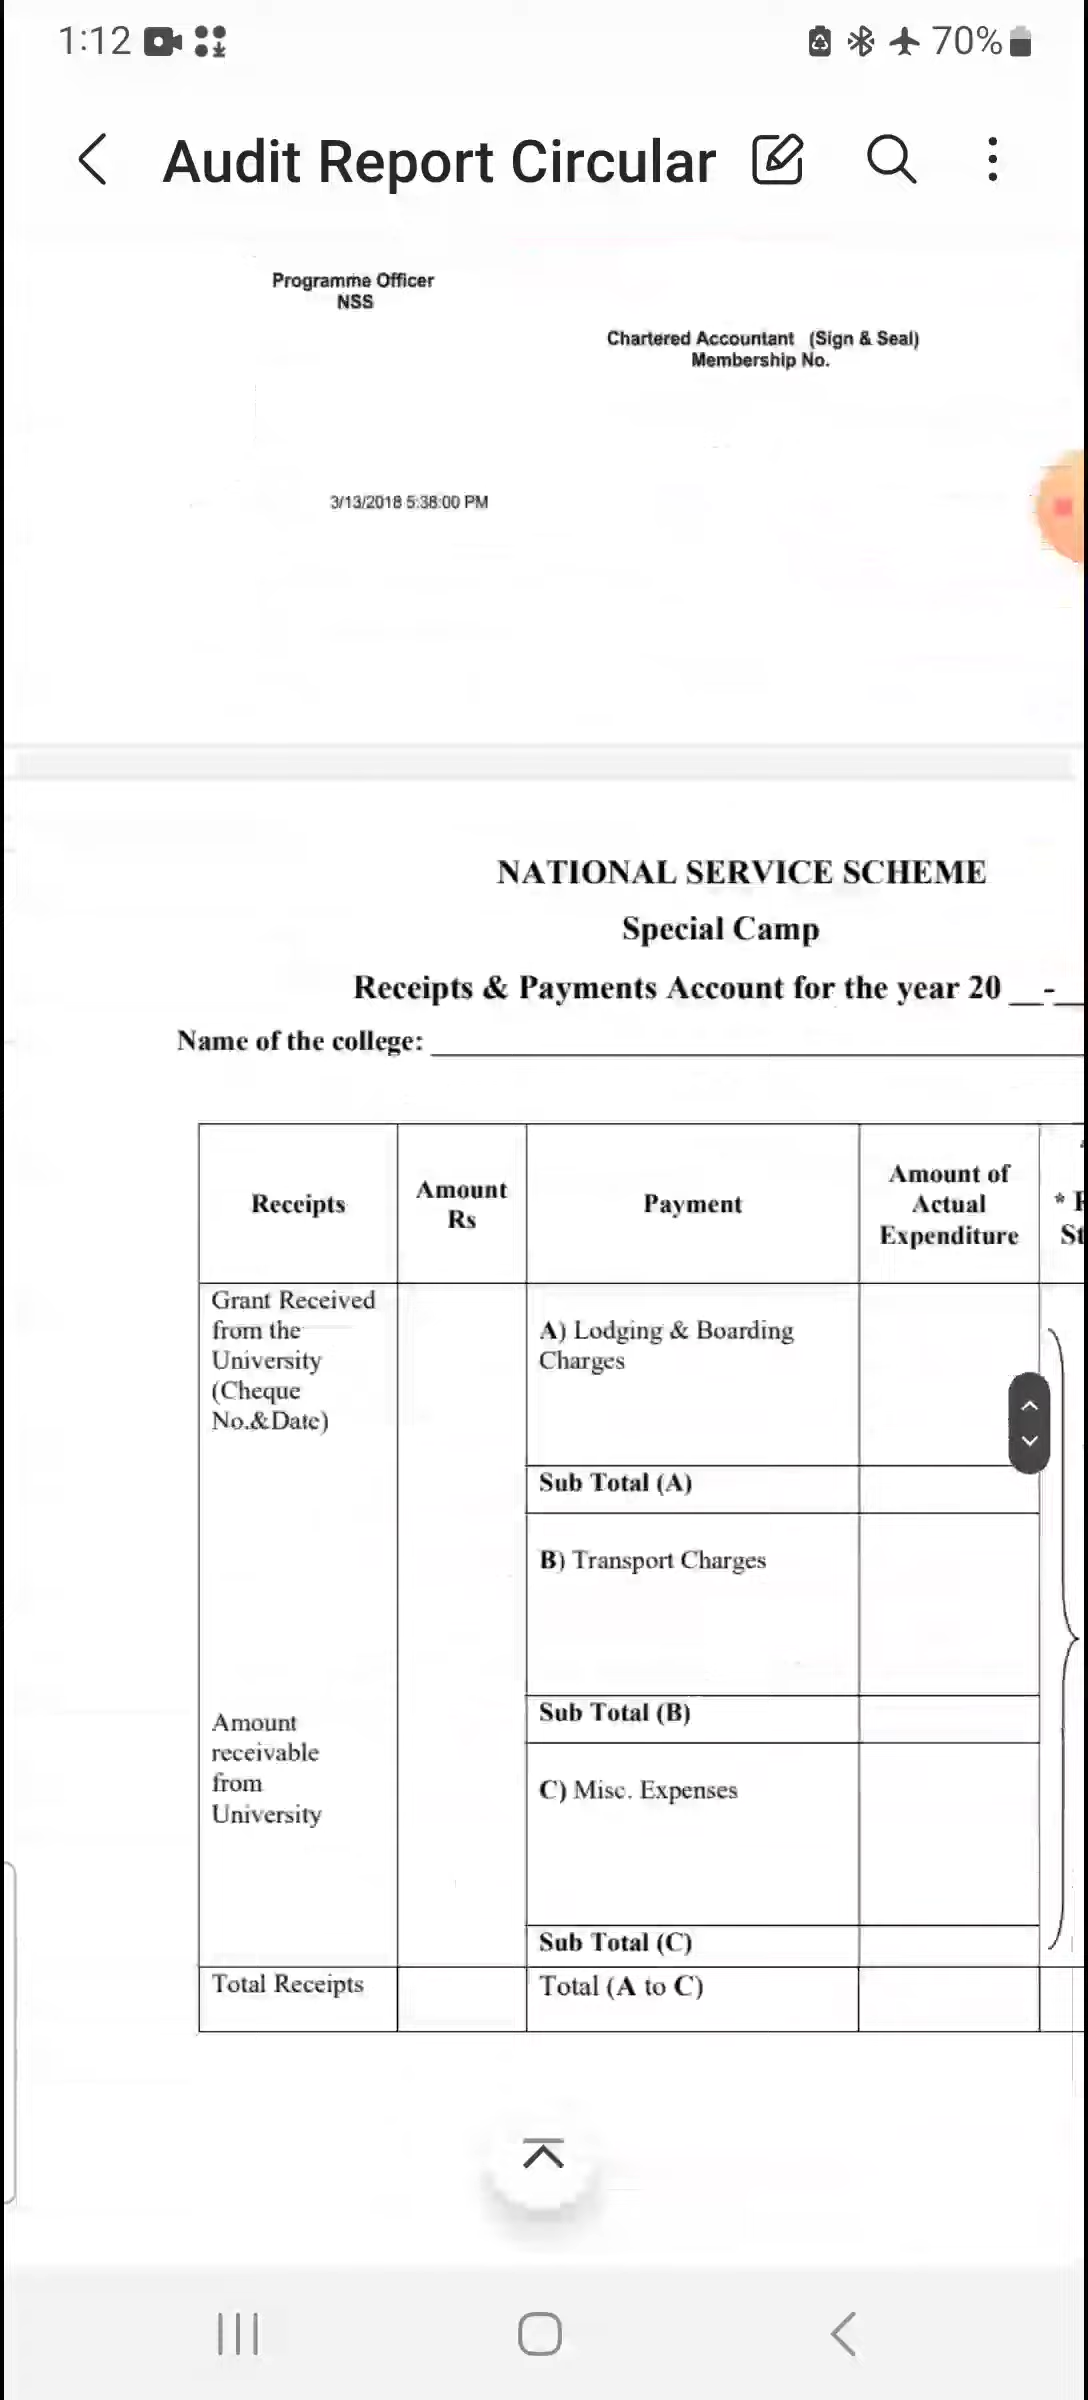 1:12
70%
Audit Report Circular
Programme Officer
NSS
Chartered Accountant (Sign & Seal)
Membership No.
3/13/2018 5:38:00 PM
NATIONAL SERVICE SCHEME
Special Camp
Receipts & Payments Account for the year 20 __-__
Name of the college: ____________________
Receipts
Amount
Rs
Payment
Amount of
Actual
Expenditure
Grant Received
from the
University
(Cheque
No.&Date)
A) Lodging & Boarding
Charges
Sub Total (A)
B) Transport Charges
Sub Total (B)
Amount
receivable
from
University
C) Misc. Expenses
Sub Total (C)
Total Receipts
Total (A to C)